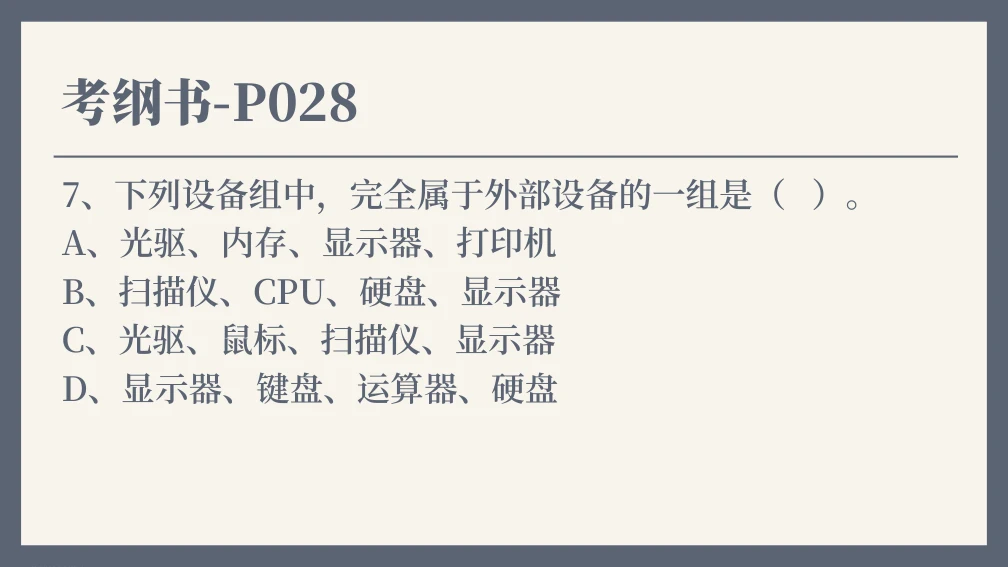 考纲书-P028
7、下列设备组中，完全属于外部设备的一组是（ ）。
A、光驱、内存、显示器、打印机
B、扫描仪、CPU、硬盘、显示器
C、光驱、鼠标、扫描仪、显示器
D、显示器、键盘、运算器、硬盘